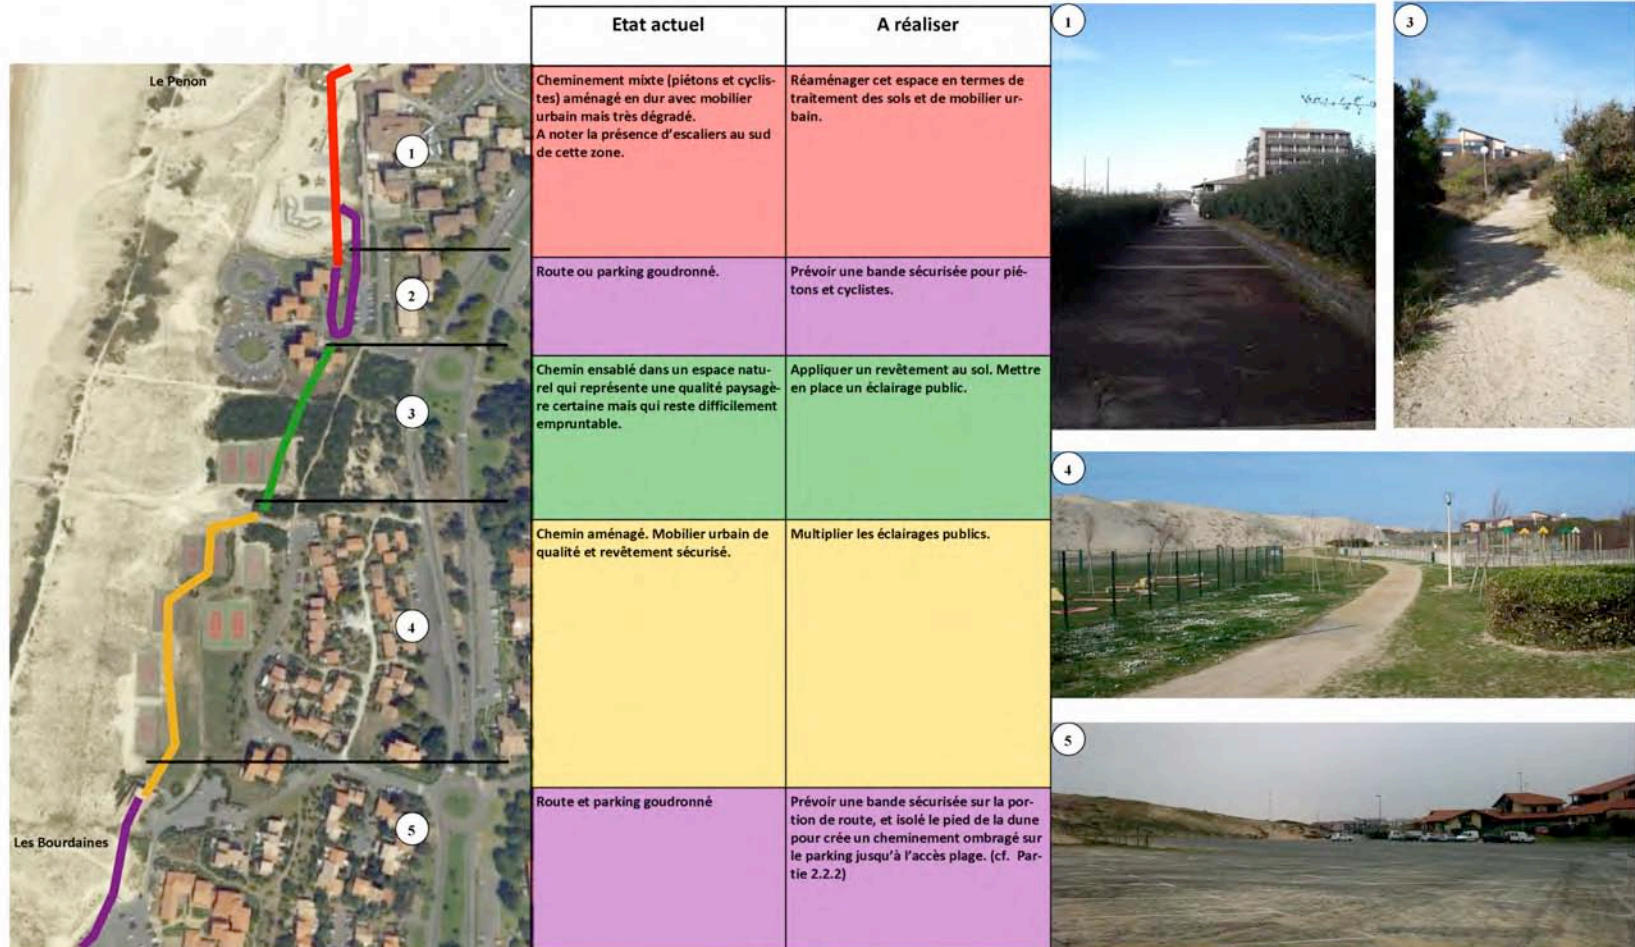 Etat actuel
A réaliser
1
3
Le Penon
Cheminement mixte (piétons et cyclis-
tes) aménagé en dur avec mobilier
urbain mais très dégradé.
A noter la présence d'escaliers au sud
de cette zone.
Réaménager cet espace en termes de
traitement des sols et de mobilier ur-
bain.
1
2
Route ou parking goudronné.
Prévoir une bande sécurisée pour pié-
tons et cyclistes.
3
Chemin ensablé dans un espace natu-
rel qui représente une qualité paysagè-
re certaine mais qui reste difficilement
empruntable.
Appliquer un revêtement au sol. Mettre
en place un éclairage public.
4
4
Chemin aménagé. Mobilier urbain de
qualité et revêtement sécurisé.
Multiplier les éclairages publics.
5
Les Bourdaines
5
Route et parking goudronné
Prévoir une bande sécurisée sur la por-
tion de route, et isolé le pied de la dune
pour crée un cheminement ombragé sur
le parking jusqu'à l'accès plage. (cf. Par-
tie 2.2.2)